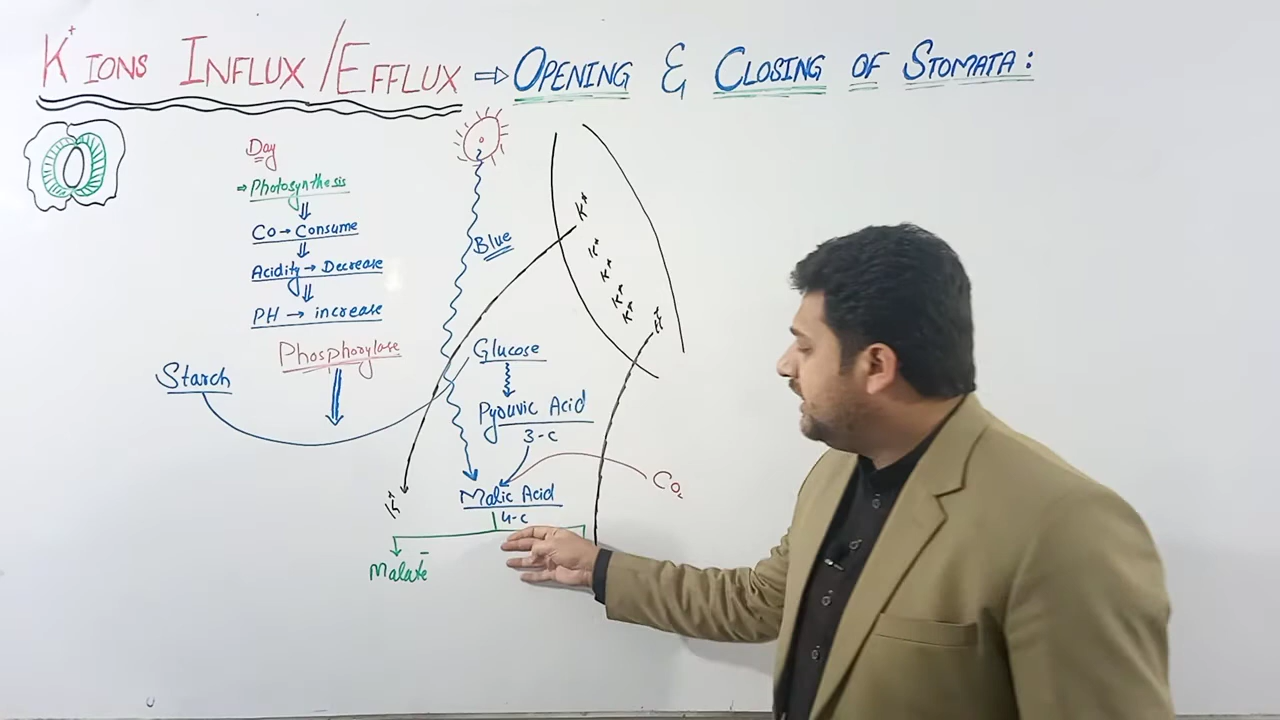 K⁺ IONS INFLUX/EFFLUX ⇨ OPENING & CLOSING OF STOMATA:
Day
⇒ Photosynthesis
⇓
Co → Consume
⇓
Acidity → Decrease
⇓
PH → increase
Phosphorylase
Starch
Blue
K⁺
K⁺
K⁺
K⁺
K⁺
K⁺
Glucose
Pyruvic Acid
3-c
CO₂
Malic Acid
4-c
K⁺
Malate⁻